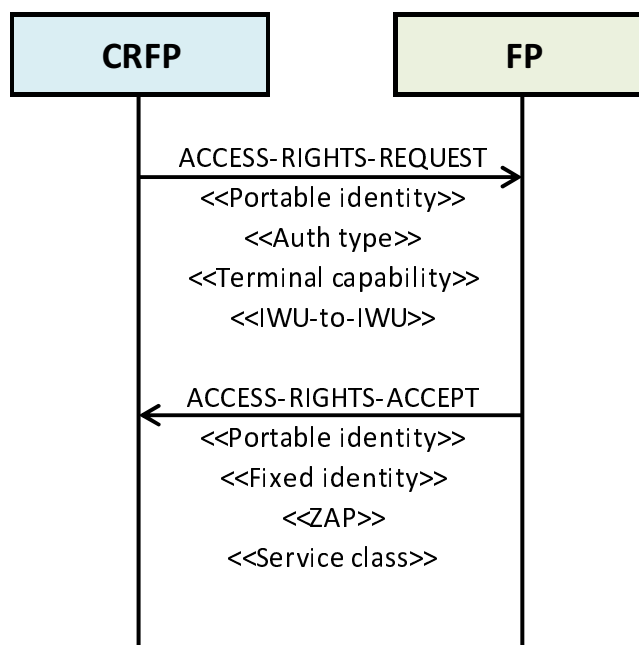 CRFP
FP
ACCESS-RIGHTS-REQUEST
<<Portable identity>>
<<Auth type>>
<<Terminal capability>>
<<IWU-to-IWU>>
ACCESS-RIGHTS-ACCEPT
<<Portable identity>>
<<Fixed identity>>
<<ZAP>>
<<Service class>>